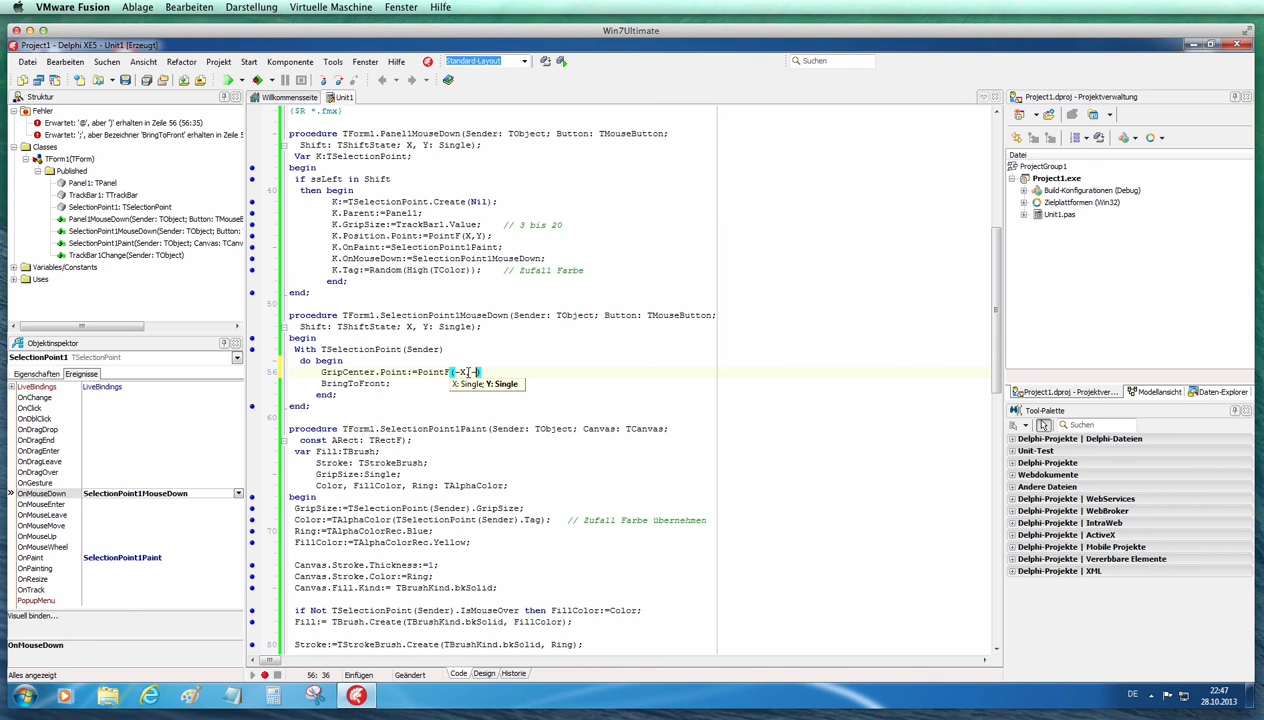 VMware Fusion Ablage Bearbeiten Darstellung Virtuelle Maschine Fenster Hilfe
Win7Ultimate
Project1 - Delphi XE5 - Unit1 [Erzeugt]
Datei Bearbeiten Suchen Ansicht Refactor Projekt Start Komponente Tools Fenster Hilfe Standard-Layout Suchen
Struktur
Fehler
Erwartet: '@', aber ')' erhalten in Zeile 56 (56:35)
Erwartet: ';', aber Bezeichner 'BringToFront' erhalten in Zeile 5
Classes
TForm1(TForm)
Published
Panel1: TPanel
TrackBar1: TTrackBar
SelectionPoint1: TSelectionPoint
Panel1MouseDown(Sender: TObject; Button: TMouseB
SelectionPoint1MouseDown(Sender: TObject; Button:
SelectionPoint1Paint(Sender: TObject; Canvas: TCanv
TrackBar1Change(Sender: TObject)
Variables/Constants
Uses
Objektinspektor
SelectionPoint1 TSelectionPoint
Eigenschaften Ereignisse
LiveBindings LiveBindings
OnChange
OnClick
OnDblClick
OnDragDrop
OnDragEnd
OnDragEnter
OnDragLeave
OnDragOver
OnGesture
OnMouseDown SelectionPoint1MouseDown
OnMouseEnter
OnMouseLeave
OnMouseMove
OnMouseUp
OnMouseWheel
OnPaint SelectionPoint1Paint
OnPainting
OnResize
OnTrack
PopupMenu
Visuell binden...
OnMouseDown
Alles angezeigt
Willkommensseite Unit1
{$R *.fmx}
procedure TForm1.Panel1MouseDown(Sender: TObject; Button: TMouseButton;
Shift: TShiftState; X, Y: Single);
Var K:TSelectionPoint;
begin
if ssLeft in Shift
40 then begin
K:=TSelectionPoint.Create(Nil);
K.Parent:=Panel1;
K.GripSize:=TrackBar1.Value; // 3 bis 20
K.Position.Point:=PointF(X,Y);
K.OnPaint:=SelectionPoint1Paint;
K.OnMouseDown:=SelectionPoint1MouseDown;
K.Tag:=Random(High(TColor)); // Zufall Farbe
end;
end;
50
procedure TForm1.SelectionPoint1MouseDown(Sender: TObject; Button: TMouseButton;
Shift: TShiftState; X, Y: Single);
begin
With TSelectionPoint(Sender)
do begin
56 GripCenter.Point:=PointF(-X,-)
BringToFront;
X: Single; Y: Single
end;
end;
60
procedure TForm1.SelectionPoint1Paint(Sender: TObject; Canvas: TCanvas;
const ARect: TRectF);
var Fill:TBrush;
Stroke: TStrokeBrush;
GripSize:Single;
Color, FillColor, Ring: TAlphaColor;
begin
GripSize:=TSelectionPoint(Sender).GripSize;
Color:=TAlphaColor(TSelectionPoint(Sender).Tag); // Zufall Farbe übernehmen
70 Ring:=TAlphaColorRec.Blue;
FillColor:=TAlphaColorRec.Yellow;
Canvas.Stroke.Thickness:=1;
Canvas.Stroke.Color:=Ring;
Canvas.Fill.Kind:= TBrushKind.bkSolid;
if Not TSelectionPoint(Sender).IsMouseOver then FillColor:=Color;
Fill:= TBrush.Create(TBrushKind.bkSolid, FillColor);
80 Stroke:=TStrokeBrush.Create(TBrushKind.bkSolid, Ring);
56: 36 Einfügen Geändert Code Design Historie
Project1.dproj - Projektverwaltung
Datei
ProjectGroup1
Project1.exe
Build-Konfigurationen (Debug)
Zielplattformen (Win32)
Unit1.pas
Project1.dproj - Projektver... Modellansicht Daten-Explorer
Tool-Palette
Suchen
Delphi-Projekte | Delphi-Dateien
Unit-Test
Delphi-Projekte
Webdokumente
Andere Dateien
Delphi-Projekte | WebServices
Delphi-Projekte | WebBroker
Delphi-Projekte | IntraWeb
Delphi-Projekte | ActiveX
Delphi-Projekte | Mobile Projekte
Delphi-Projekte | Vererbbare Elemente
Delphi-Projekte | XML
DE 22:47
28.10.2013